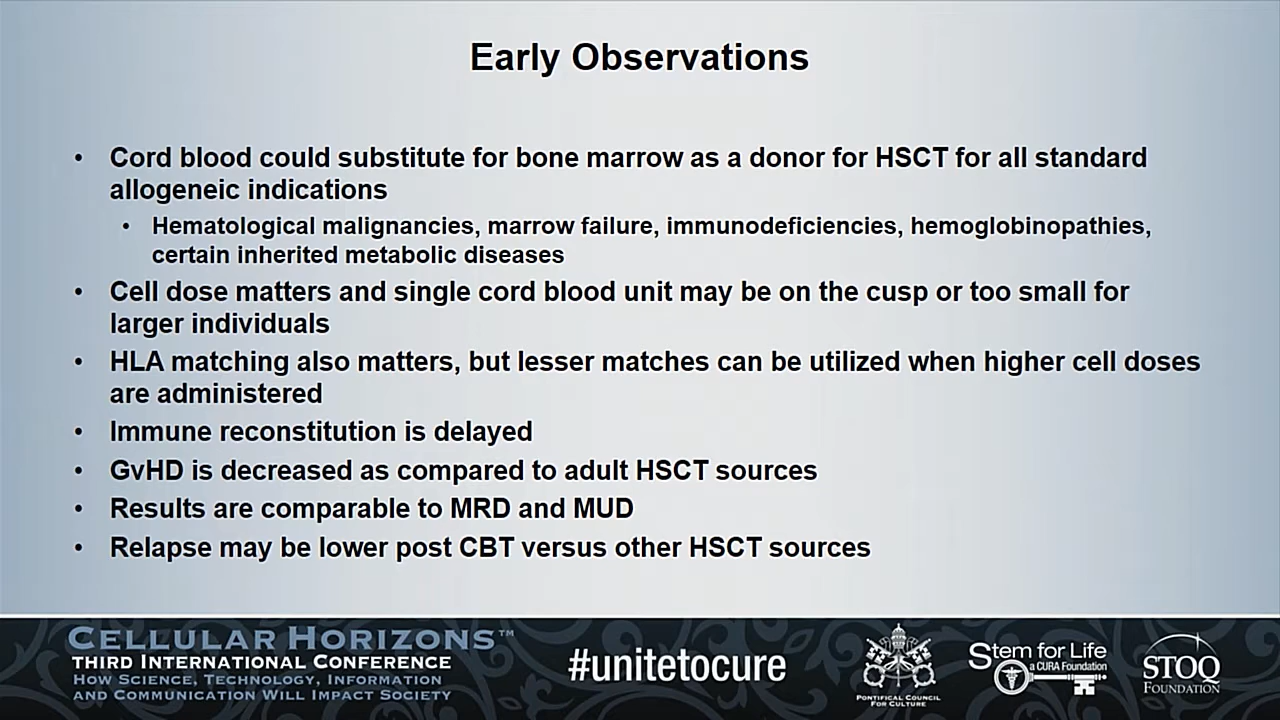 Early Observations
• Cord blood could substitute for bone marrow as a donor for HSCT for all standard
allogeneic indications
• Hematological malignancies, marrow failure, immunodeficiencies, hemoglobinopathies,
certain inherited metabolic diseases
• Cell dose matters and single cord blood unit may be on the cusp or too small for
larger individuals
• HLA matching also matters, but lesser matches can be utilized when higher cell doses
are administered
• Immune reconstitution is delayed
• GvHD is decreased as compared to adult HSCT sources
• Results are comparable to MRD and MUD
• Relapse may be lower post CBT versus other HSCT sources
CELLULAR HORIZONS™
THIRD INTERNATIONAL CONFERENCE
HOW SCIENCE, TECHNOLOGY, INFORMATION
AND COMMUNICATION WILL IMPACT SOCIETY
#unitetocure
PONTIFICAL COUNCIL
FOR CULTURE
Stem for Life
a CURA Foundation
STOQ
FOUNDATION